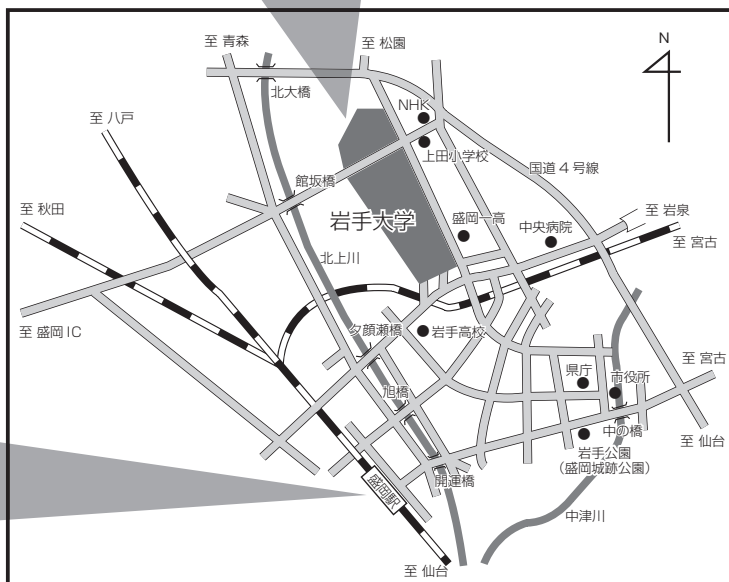 至 青森
至 松園
N
北大橋
NHK
至 八戸
上田小学校
国道 4 号線
館坂橋
至 秋田
岩手大学
盛岡一高
中央病院
至 岩泉
至 宮古
北上川
至 盛岡IC
夕顔瀬橋
岩手高校
県庁
市役所
至 宮古
旭橋
中の橋
至 仙台
岩手公園
(盛岡城跡公園)
開運橋
盛岡駅
中津川
至 仙台